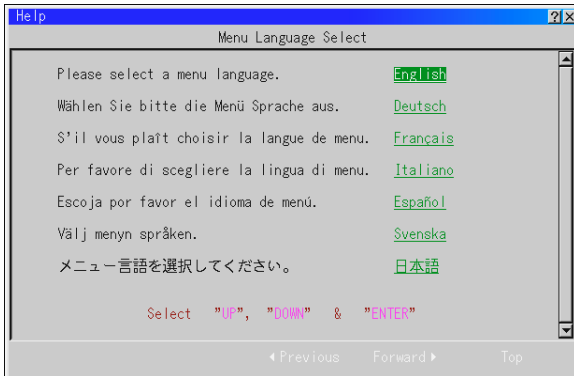 Help
Menu Language Select
Please select a menu language. English
Wählen Sie bitte die Menü Sprache aus. Deutsch
S'il vous plaît choisir la langue de menu. Français
Per favore di scegliere la lingua di menu. Italiano
Escoja por favor el idioma de menú. Español
Välj menyn språken. Svenska
メニュー言語を選択してください。 日本語
Select "UP", "DOWN" & "ENTER"
Previous Forward Top